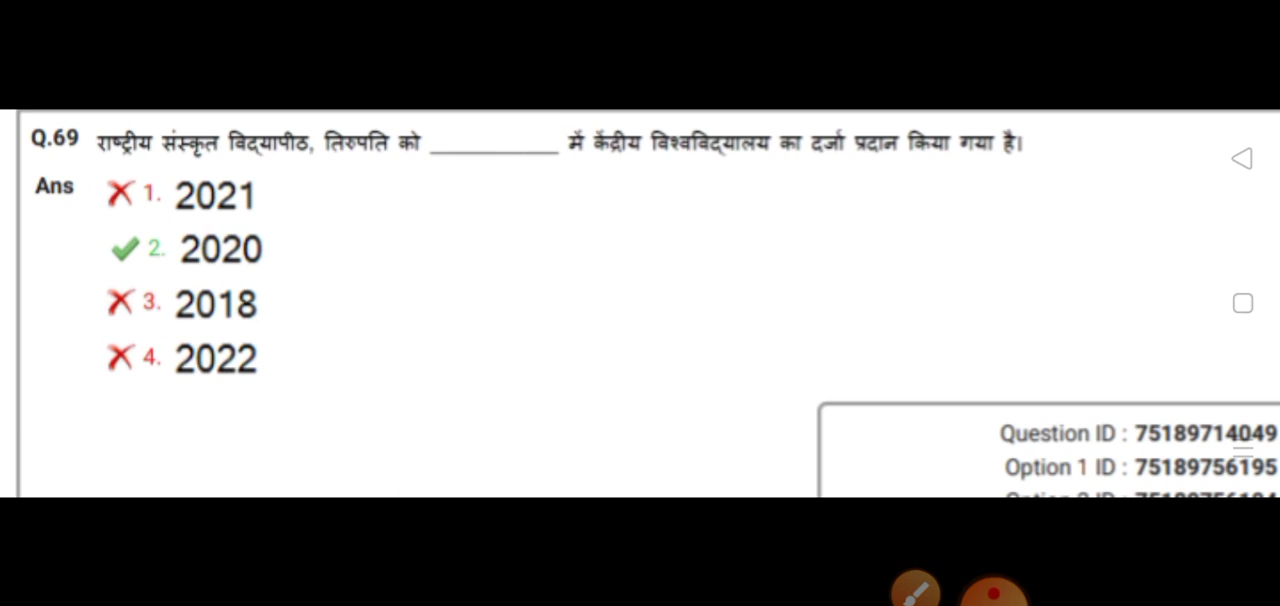 Q.69 राष्ट्रीय संस्कृत विद्यापीठ, तिरुपति को __________ में केंद्रीय विश्वविद्यालय का दर्जा प्रदान किया गया है।
Ans 1. 2021
2. 2020
3. 2018
4. 2022
Question ID : 75189714049
Option 1 ID : 75189756195